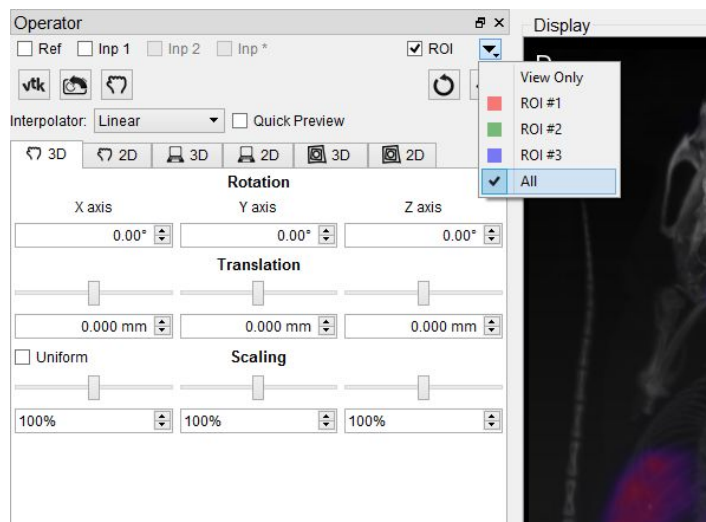 Operator
Display
Ref Inp 1 Inp 2 Inp * ROI
View Only
ROI #1
ROI #2
ROI #3
All
vtk
Interpolator: Linear Quick Preview
3D 2D 3D 2D 3D 2D
Rotation
X axis Y axis Z axis
0.00° 0.00° 0.00°
Translation
0.000 mm 0.000 mm 0.000 mm
Uniform Scaling
100% 100% 100%